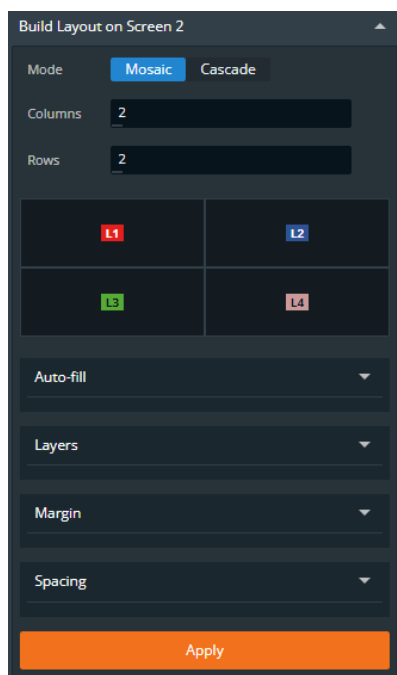 Build Layout on Screen 2
Mode Mosaic Cascade
Columns 2
Rows 2
L1 L2
L3 L4
Auto-fill
Layers
Margin
Spacing
Apply